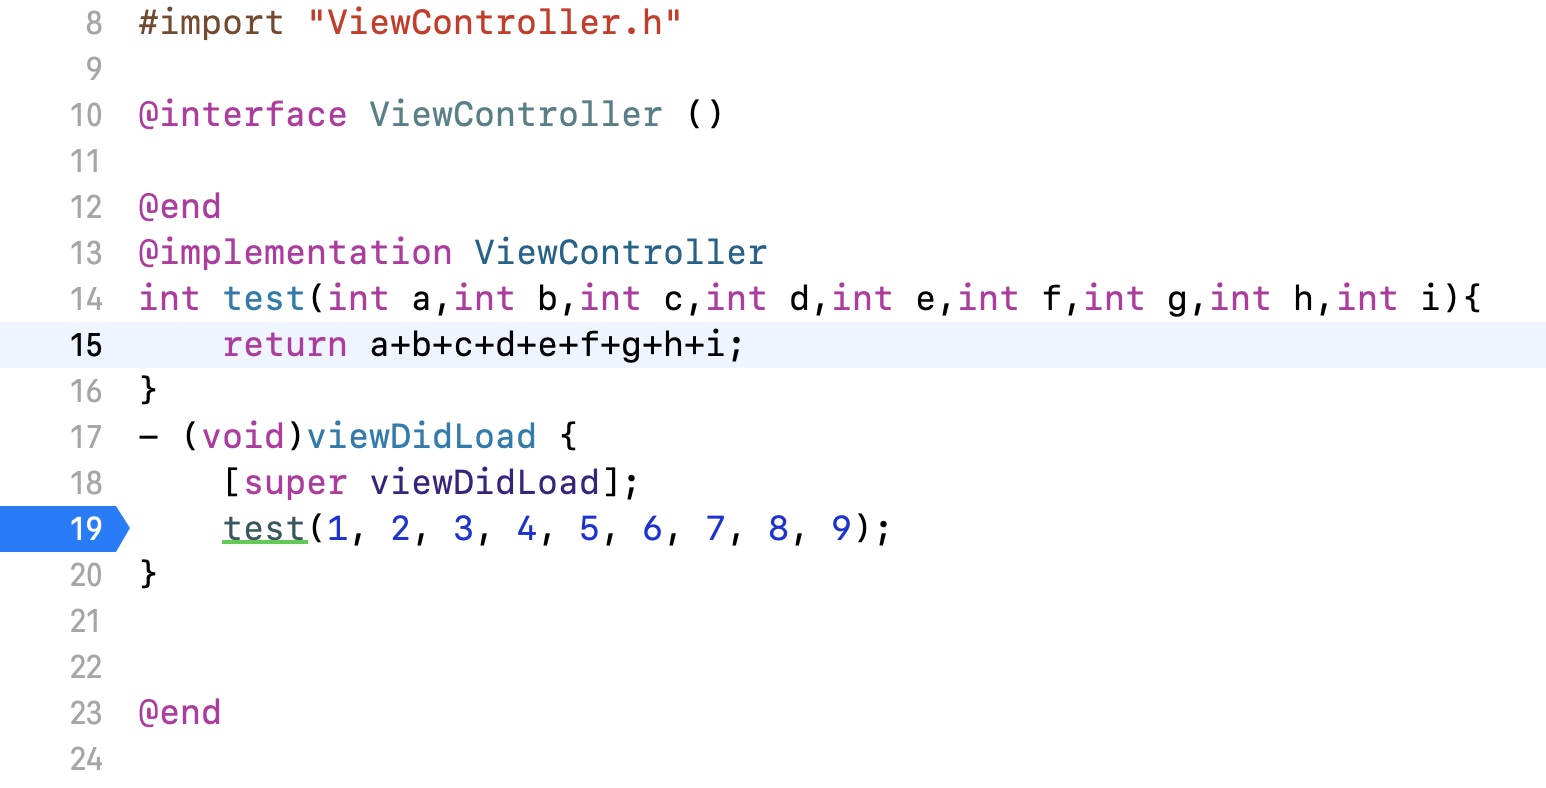 8 #import "ViewController.h"
9
10 @interface ViewController ()
11
12 @end
13 @implementation ViewController
14 int test(int a,int b,int c,int d,int e,int f,int g,int h,int i){
15     return a+b+c+d+e+f+g+h+i;
16 }
17 - (void)viewDidLoad {
18     [super viewDidLoad];
19     test(1, 2, 3, 4, 5, 6, 7, 8, 9);
20 }
21
22
23 @end
24